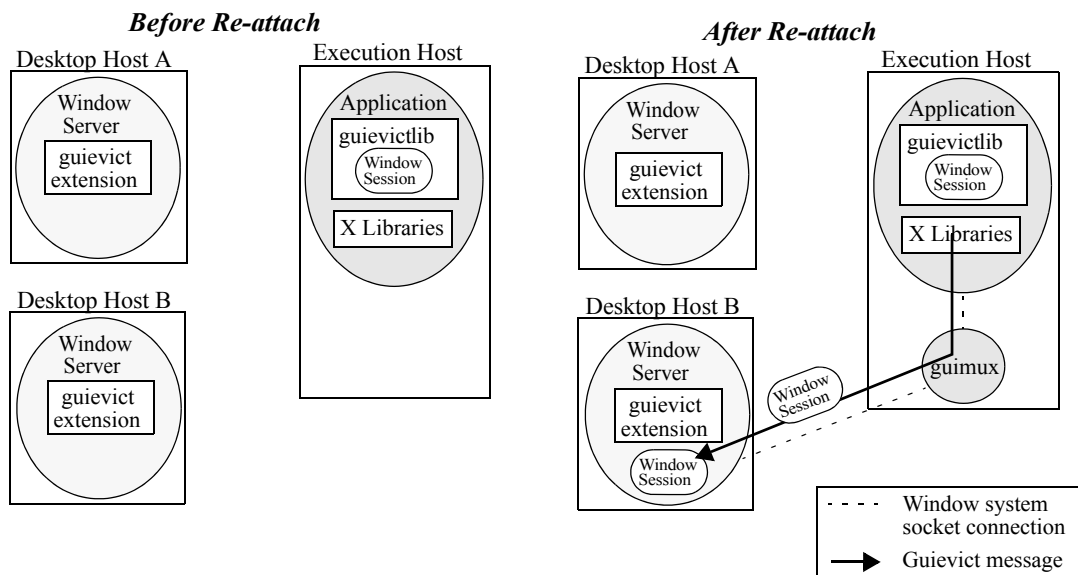 Before Re-attach
Desktop Host A
Window
Server
guievict
extension
Execution Host
Application
guievictlib
Window
Session
X Libraries
Desktop Host B
Window
Server
guievict
extension
After Re-attach
Desktop Host A
Window
Server
guievict
extension
Execution Host
Application
guievictlib
Window
Session
X Libraries
guimux
Desktop Host B
Window
Server
guievict
extension
Window
Session
Window
Session
Window system
socket connection
Guievict message